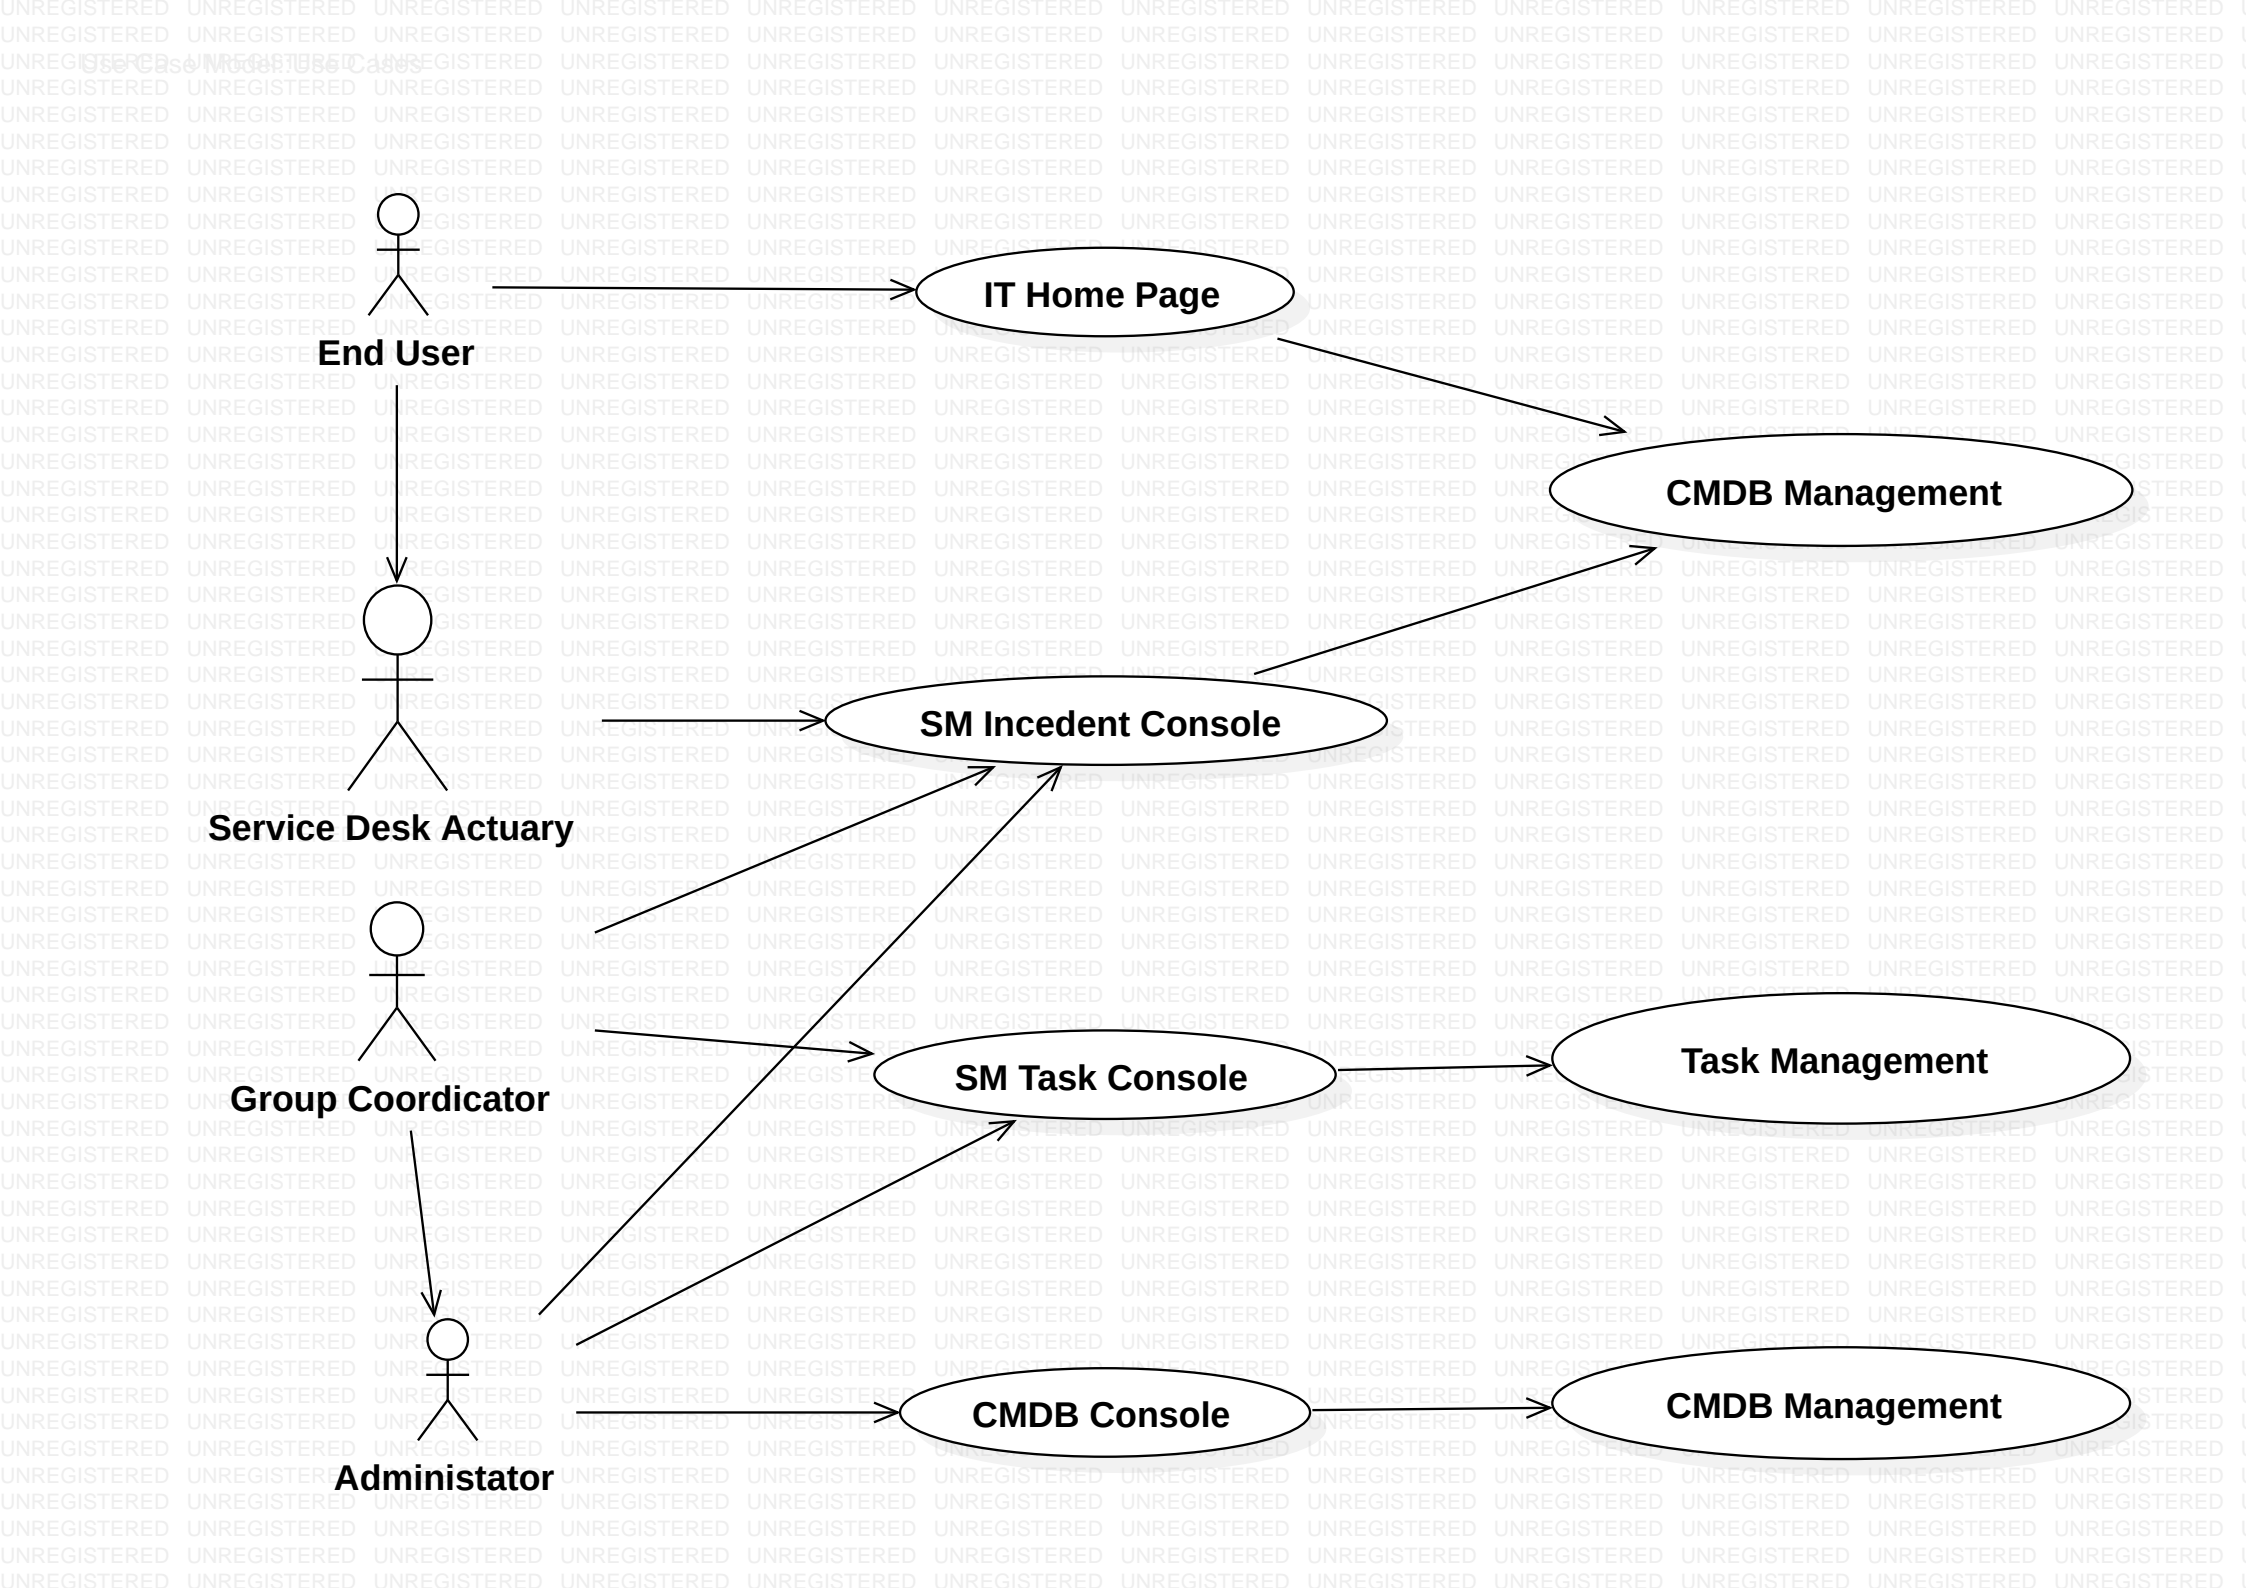 Use Case Model::Use Cases
End User
IT Home Page
CMDB Management
Service Desk Actuary
SM Incedent Console
Group Coordicator
SM Task Console
Task Management
Administator
CMDB Console
CMDB Management
UNREGISTERED